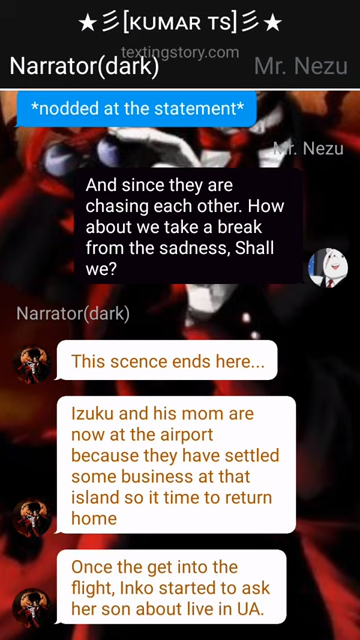 ★彡[ᴋᴜᴍᴀʀ ᴛs]彡★
textingstory.com
Narrator(dark) Mr. Nezu
*nodded at the statement*
Mr. Nezu
And since they are
chasing each other. How
about we take a break
from the sadness, Shall
we?
Narrator(dark)
This scence ends here...
Izuku and his mom are
now at the airport
because they have settled
some business at that
island so it time to return
home
Once the get into the
flight, Inko started to ask
her son about live in UA.